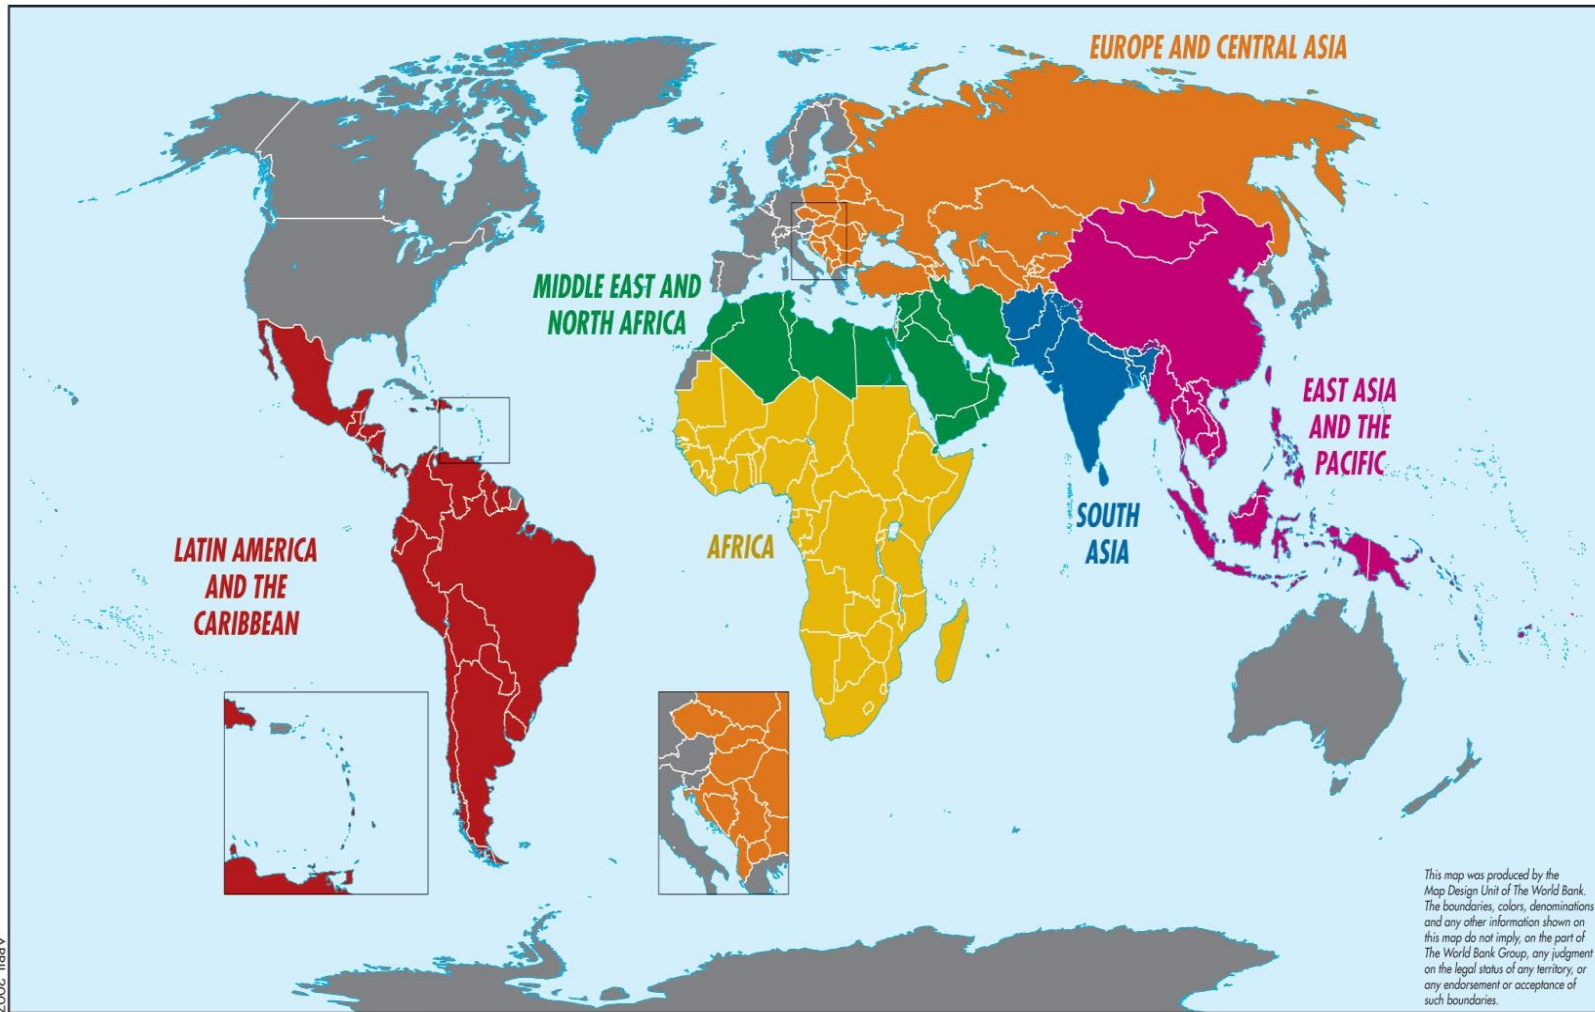 EUROPE AND CENTRAL ASIA
MIDDLE EAST AND
NORTH AFRICA
EAST ASIA
AND THE
PACIFIC
SOUTH
ASIA
AFRICA
LATIN AMERICA
AND THE
CARIBBEAN
This map was produced by the
Map Design Unit of The World Bank.
The boundaries, colors, denominations
and any other information shown on
this map do not imply, on the part of
The World Bank Group, any judgment
on the legal status of any territory, or
any endorsement or acceptance of
such boundaries.